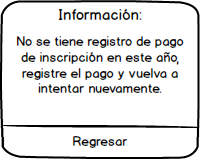 Información:
No se tiene registro de pago
de inscripción en este año,
registre el pago y vuelva a
intentar nuevamente.
Regresar